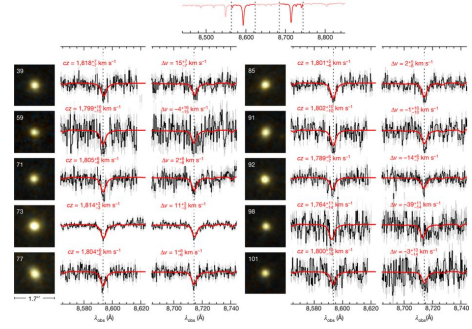 8,500 8,600 8,700 8,800
39
cz = 1,818
km s⁻¹
Δv = 15
km s⁻¹
85
cz = 1,801
km s⁻¹
Δv = 2
km s⁻¹
59
cz = 1,799
km s⁻¹
Δv = −4
km s⁻¹
91
cz = 1,802
km s⁻¹
Δv = −1
km s⁻¹
71
cz = 1,805
km s⁻¹
Δv = 2
km s⁻¹
92
cz = 1,789
km s⁻¹
Δv = −14
km s⁻¹
73
cz = 1,814
km s⁻¹
Δv = 11
km s⁻¹
98
cz = 1,764
km s⁻¹
Δv = −39
km s⁻¹
77
cz = 1,804
km s⁻¹
Δv = 1
km s⁻¹
101
cz = 1,800
km s⁻¹
Δv = −3
km s⁻¹
1.7"
8,580 8,600 8,620 8,700 8,720 8,740 8,580 8,600 8,620 8,700 8,720 8,740
λobs (Å) λobs (Å) λobs (Å) λobs (Å)